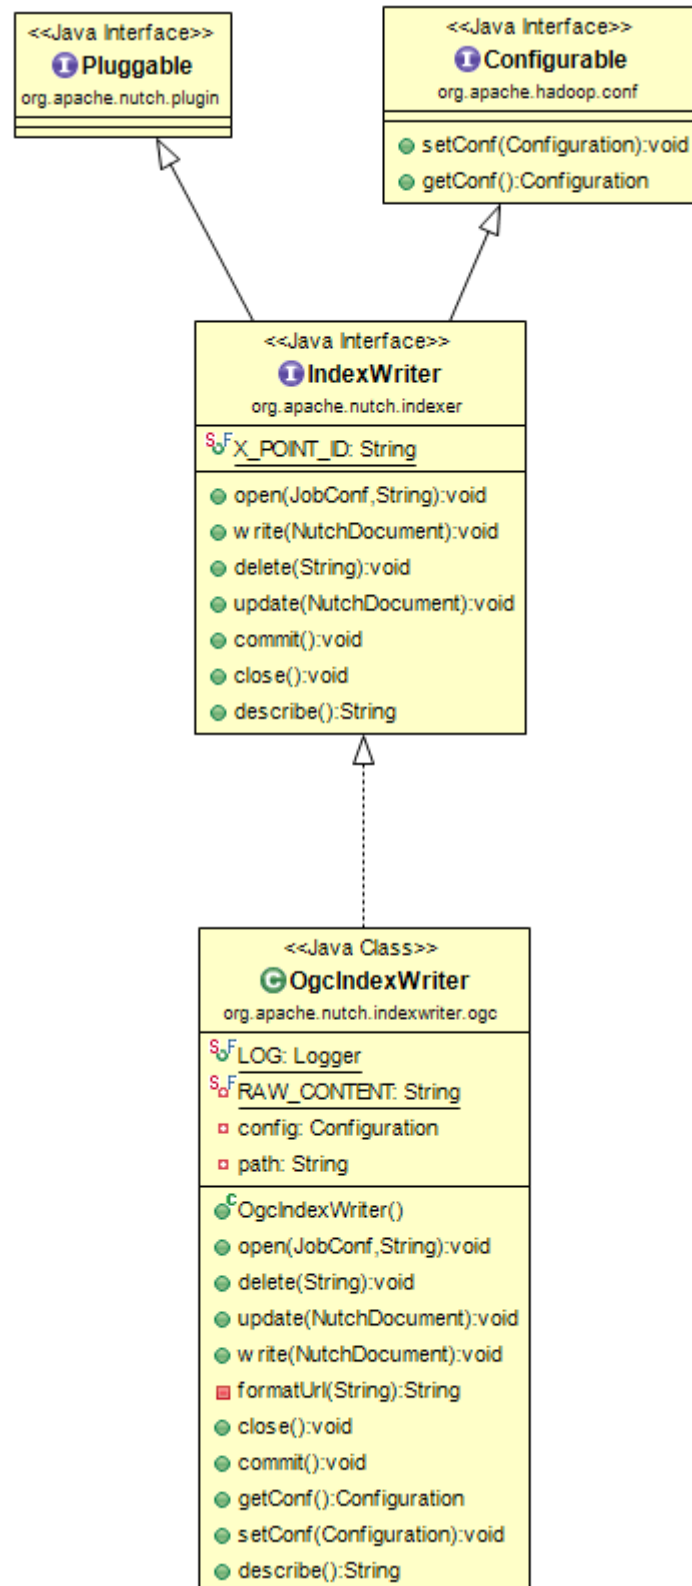 <<Java Interface>>
Pluggable
org.apache.nutch.plugin
<<Java Interface>>
Configurable
org.apache.hadoop.conf
setConf(Configuration):void
getConf():Configuration
<<Java Interface>>
IndexWriter
org.apache.nutch.indexer
X_POINT_ID: String
open(JobConf,String):void
write(NutchDocument):void
delete(String):void
update(NutchDocument):void
commit():void
close():void
describe():String
<<Java Class>>
OgcIndexWriter
org.apache.nutch.indexwriter.ogc
LOG: Logger
RAW_CONTENT: String
config: Configuration
path: String
OgcIndexWriter()
open(JobConf,String):void
delete(String):void
update(NutchDocument):void
write(NutchDocument):void
formatUrl(String):String
close():void
commit():void
getConf():Configuration
setConf(Configuration):void
describe():String